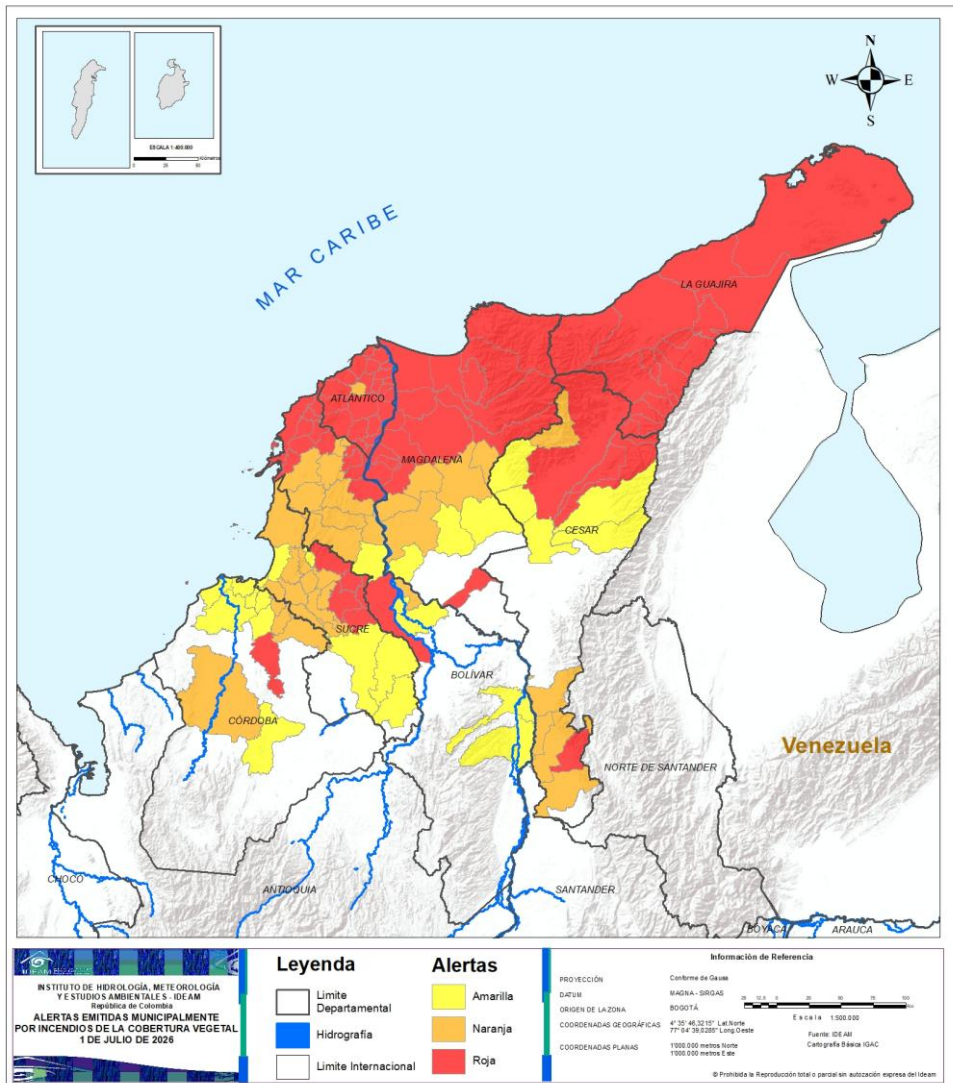 ESCALA 1:400.000
Kilómetros
N
W
E
S
MAR CARIBE
LA GUAJIRA
ATLÁNTICO
MAGDALENA
CESAR
SUCRE
BOLÍVAR
CÓRDOBA
Venezuela
NORTE DE SANTANDER
CHOCÓ
ANTIOQUIA
SANTANDER
BOYACÁ
ARAUCA
IDEAM
INSTITUTO DE HIDROLOGÍA, METEOROLOGÍA
Y ESTUDIOS AMBIENTALES - IDEAM
República de Colombia
ALERTAS EMITIDAS MUNICIPALMENTE
POR INCENDIOS DE LA COBERTURA VEGETAL
1 DE JULIO DE 2026
Leyenda
Limite
Departamental
Hidrografía
Limite Internacional
Alertas
Amarilla
Naranja
Roja
Información de Referencia
PROYECCIÓN
Conforme de Gauss
DATUM
MAGNA - SIRGAS
ORIGEN DE LA ZONA
BOGOTÁ
COORDENADAS GEOGRÁFICAS
4° 35' 46,3215" Lat.Norte
77° 04' 39,0285" Long.Oeste
COORDENADAS PLANAS
1'000.000 metros Norte
1'000.000 metros Este
Escala 1:500.000
Fuente: IDEAM
Cartografía Básica IGAC
© Prohibida la Reproducción total o parcial sin autorización expresa del Ideam